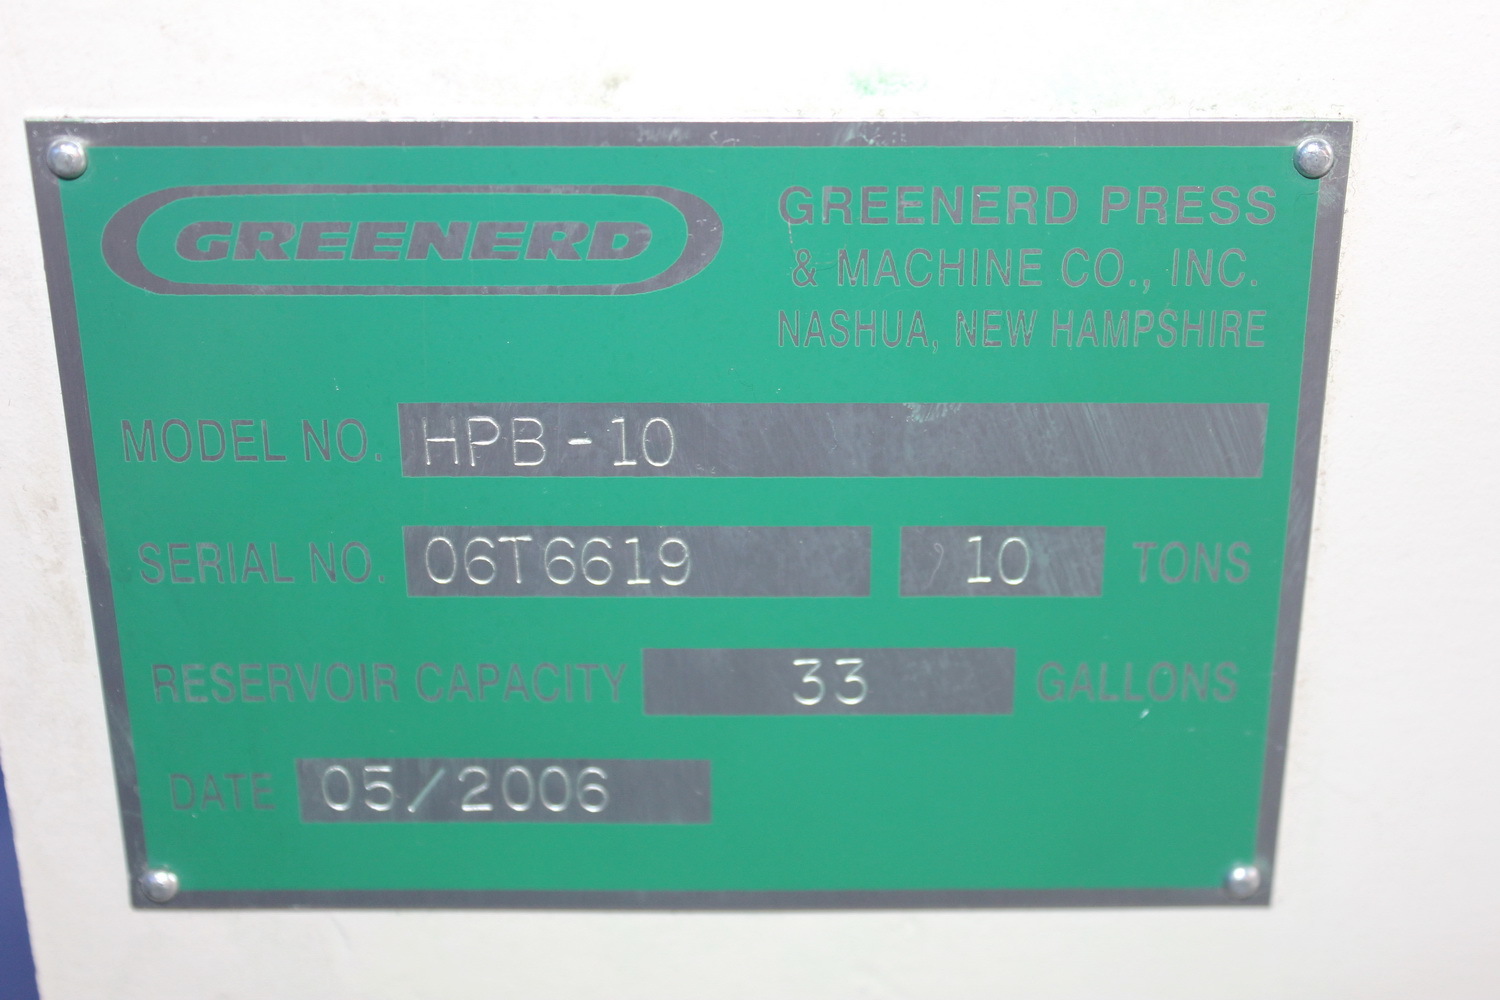 GREENERD
GREENERD PRESS
& MACHINE CO., INC.
NASHUA, NEW HAMPSHIRE
MODEL NO. HPB-10
SERIAL NO. 06T6619 10 TONS
RESERVOIR CAPACITY 33 GALLONS
DATE 05/2006